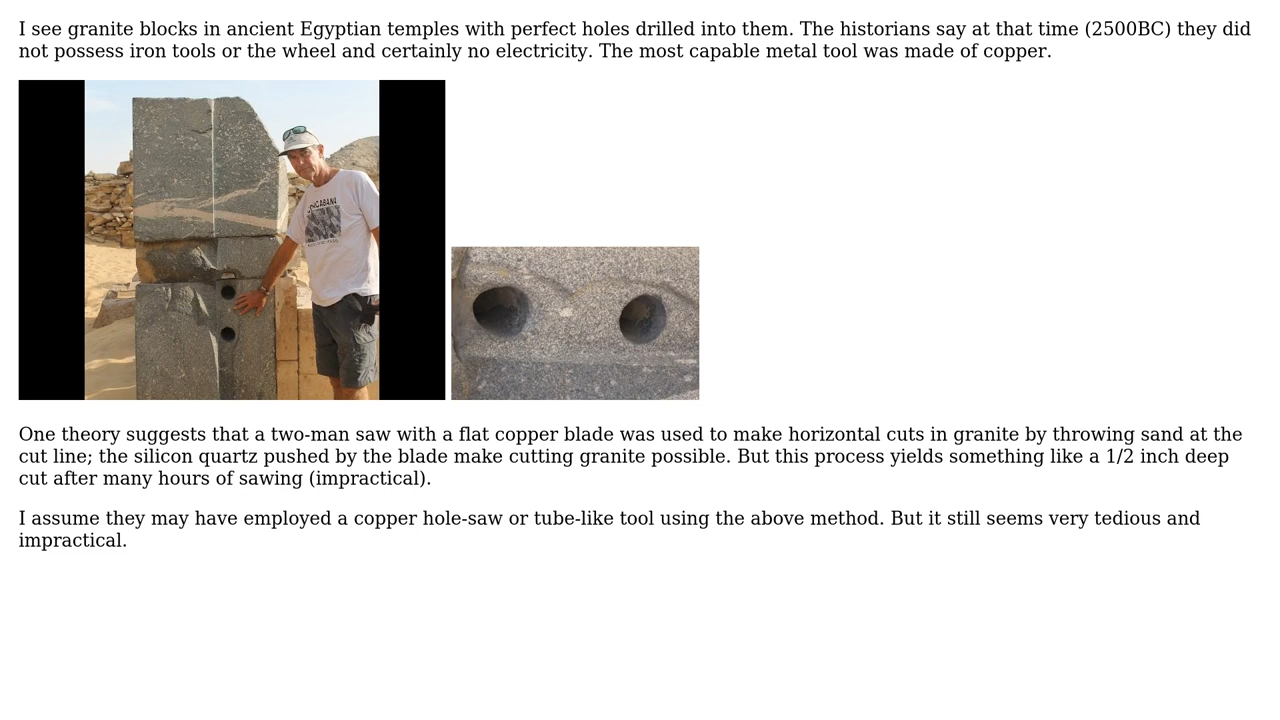 I see granite blocks in ancient Egyptian temples with perfect holes drilled into them. The historians say at that time (2500BC) they did
not possess iron tools or the wheel and certainly no electricity. The most capable metal tool was made of copper.
One theory suggests that a two-man saw with a flat copper blade was used to make horizontal cuts in granite by throwing sand at the
cut line; the silicon quartz pushed by the blade make cutting granite possible. But this process yields something like a 1/2 inch deep
cut after many hours of sawing (impractical).
I assume they may have employed a copper hole-saw or tube-like tool using the above method. But it still seems very tedious and
impractical.